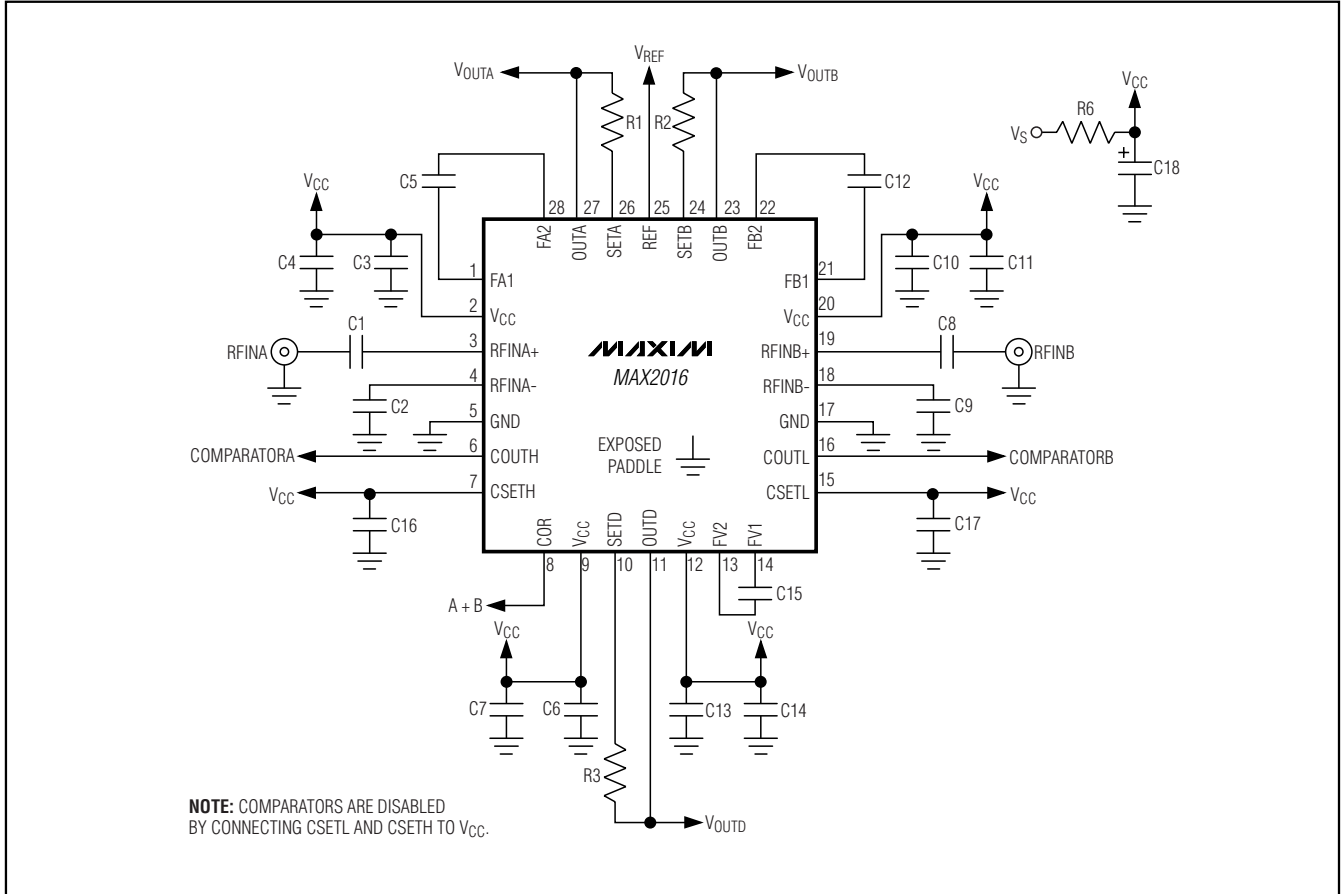 VREF
VOUTA
VOUTB
VCC
R1
R2
R6
VS
+
C18
C5
C12
VCC
VCC
28
27
26
25
24
23
22
FA2
OUTA
SETA
REF
SETB
OUTB
FB2
C4
C3
C10
C11
1
FA1
21
FB1
2
VCC
20
VCC
RFINA
C1
3
RFINA+
MAXIM
MAX2016
19
RFINB+
C8
RFINB
C2
4
RFINA-
18
RFINB-
C9
5
GND
17
GND
COMPARATORA
6
COUTH
EXPOSED
PADDLE
16
COUTL
COMPARATORB
VCC
7
CSETH
15
CSETL
VCC
C16
C17
COR
VCC
SETD
OUTD
VCC
FV2
FV1
8
9
10
11
12
13
14
C15
A + B
VCC
VCC
C7
C6
C13
C14
R3
VOUTD
NOTE: COMPARATORS ARE DISABLED
BY CONNECTING CSETL AND CSETH TO VCC.